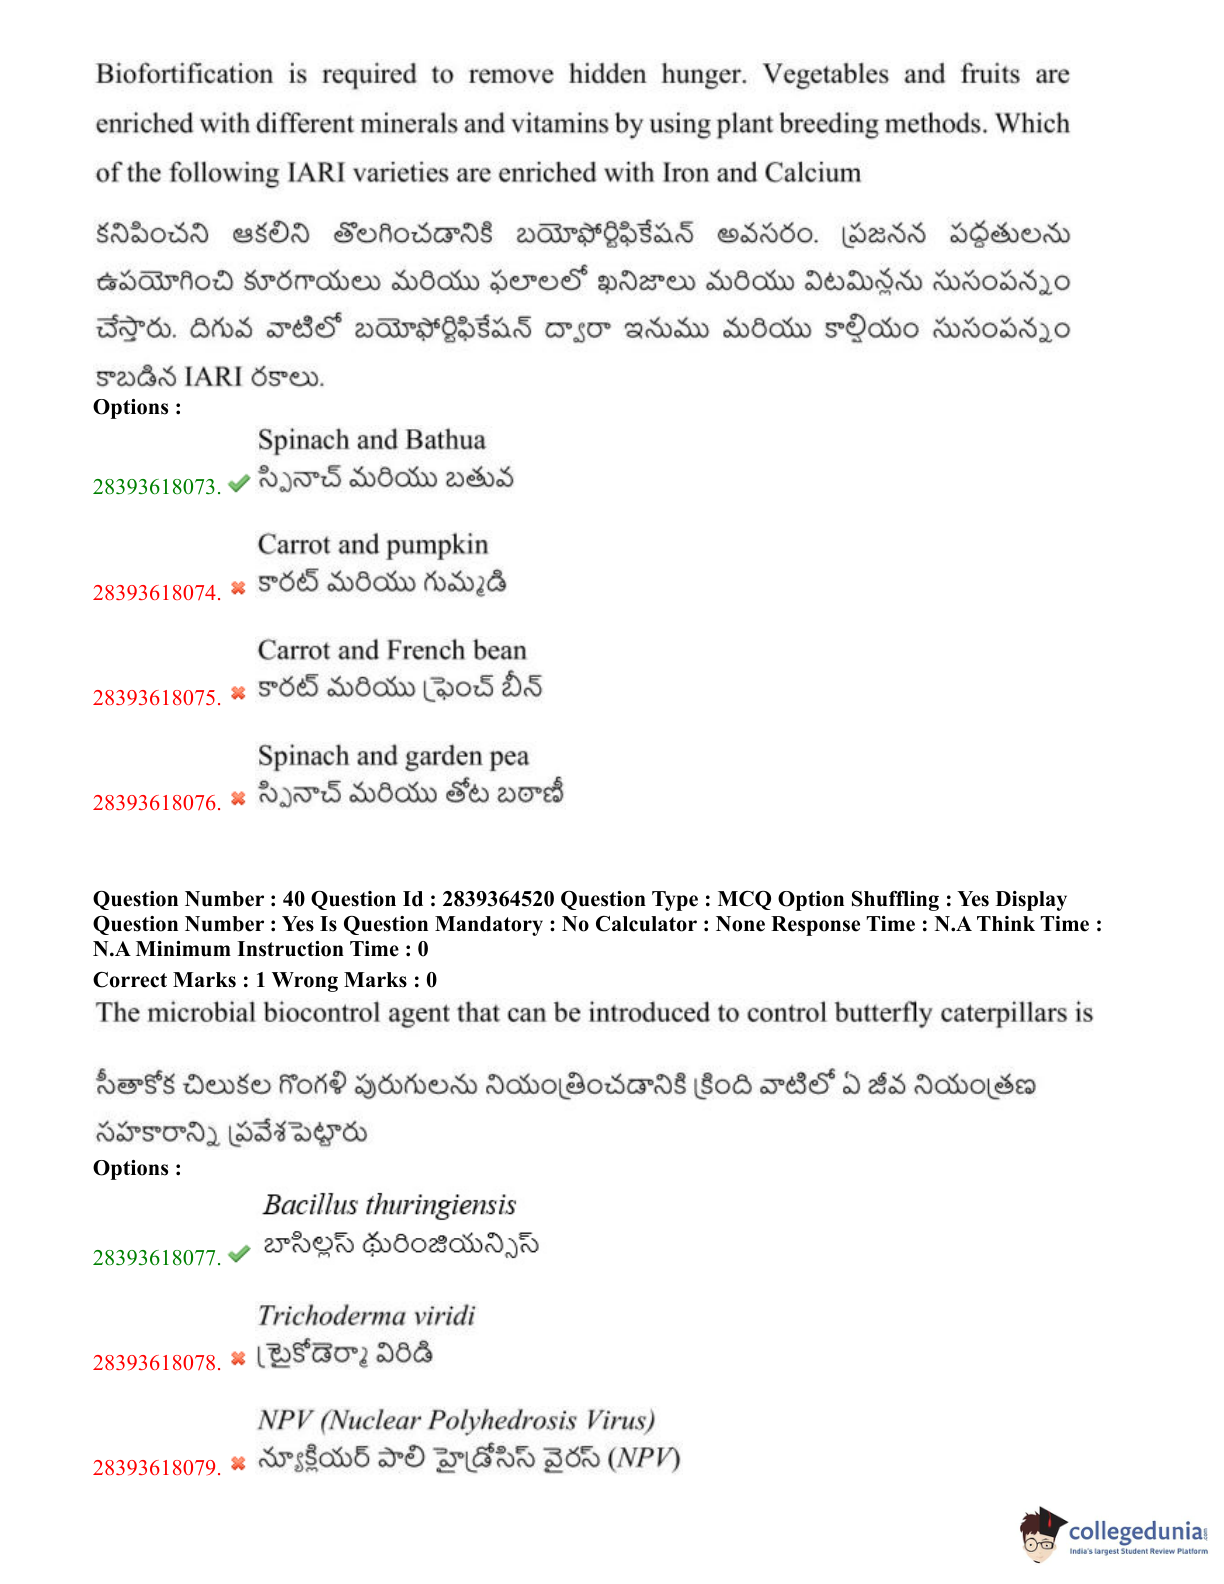 Biofortification is required to remove hidden hunger. Vegetables and fruits are
enriched with different minerals and vitamins by using plant breeding methods. Which
of the following IARI varieties are enriched with Iron and Calcium
కనిపించని ఆకలిని తొలగించడానికి బయోఫోర్టిఫికేషన్ అవసరం. ప్రజనన పద్ధతులను
ఉపయోగించి కూరగాయలు మరియు ఫలాలలో ఖనిజాలు మరియు విటమిన్లను సుసంపన్నం
చేస్తారు. దిగువ వాటిలో బయోఫోర్టిఫికేషన్ ద్వారా ఇనుము మరియు కాల్షియం సుసంపన్నం
కాబడిన IARI రకాలు.
Options :
Spinach and Bathua
28393618073. స్పినాచ్ మరియు బతువ
Carrot and pumpkin
28393618074. కారట్ మరియు గుమ్మడి
Carrot and French bean
28393618075. కారట్ మరియు ఫ్రెంచ్ బీన్
Spinach and garden pea
28393618076. స్పినాచ్ మరియు తోట బఠాణీ
Question Number : 40 Question Id : 2839364520 Question Type : MCQ Option Shuffling : Yes Display
Question Number : Yes Is Question Mandatory : No Calculator : None Response Time : N.A Think Time :
N.A Minimum Instruction Time : 0
Correct Marks : 1 Wrong Marks : 0
The microbial biocontrol agent that can be introduced to control butterfly caterpillars is
సీతాకోక చిలుకల గొంగళి పురుగులను నియంత్రించడానికి క్రింది వాటిలో ఏ జీవ నియంత్రణ
సహకారాన్ని ప్రవేశపెట్టారు
Options :
Bacillus thuringiensis
28393618077. బాసిల్లస్ థురింజియన్సిస్
Trichoderma viridi
28393618078. ట్రైకోడెర్మా విరిడి
NPV (Nuclear Polyhedrosis Virus)
28393618079. న్యూక్లియర్ పాలి హైడ్రోసిస్ వైరస్ (NPV)
collegedunia
India's largest Student Review Platform